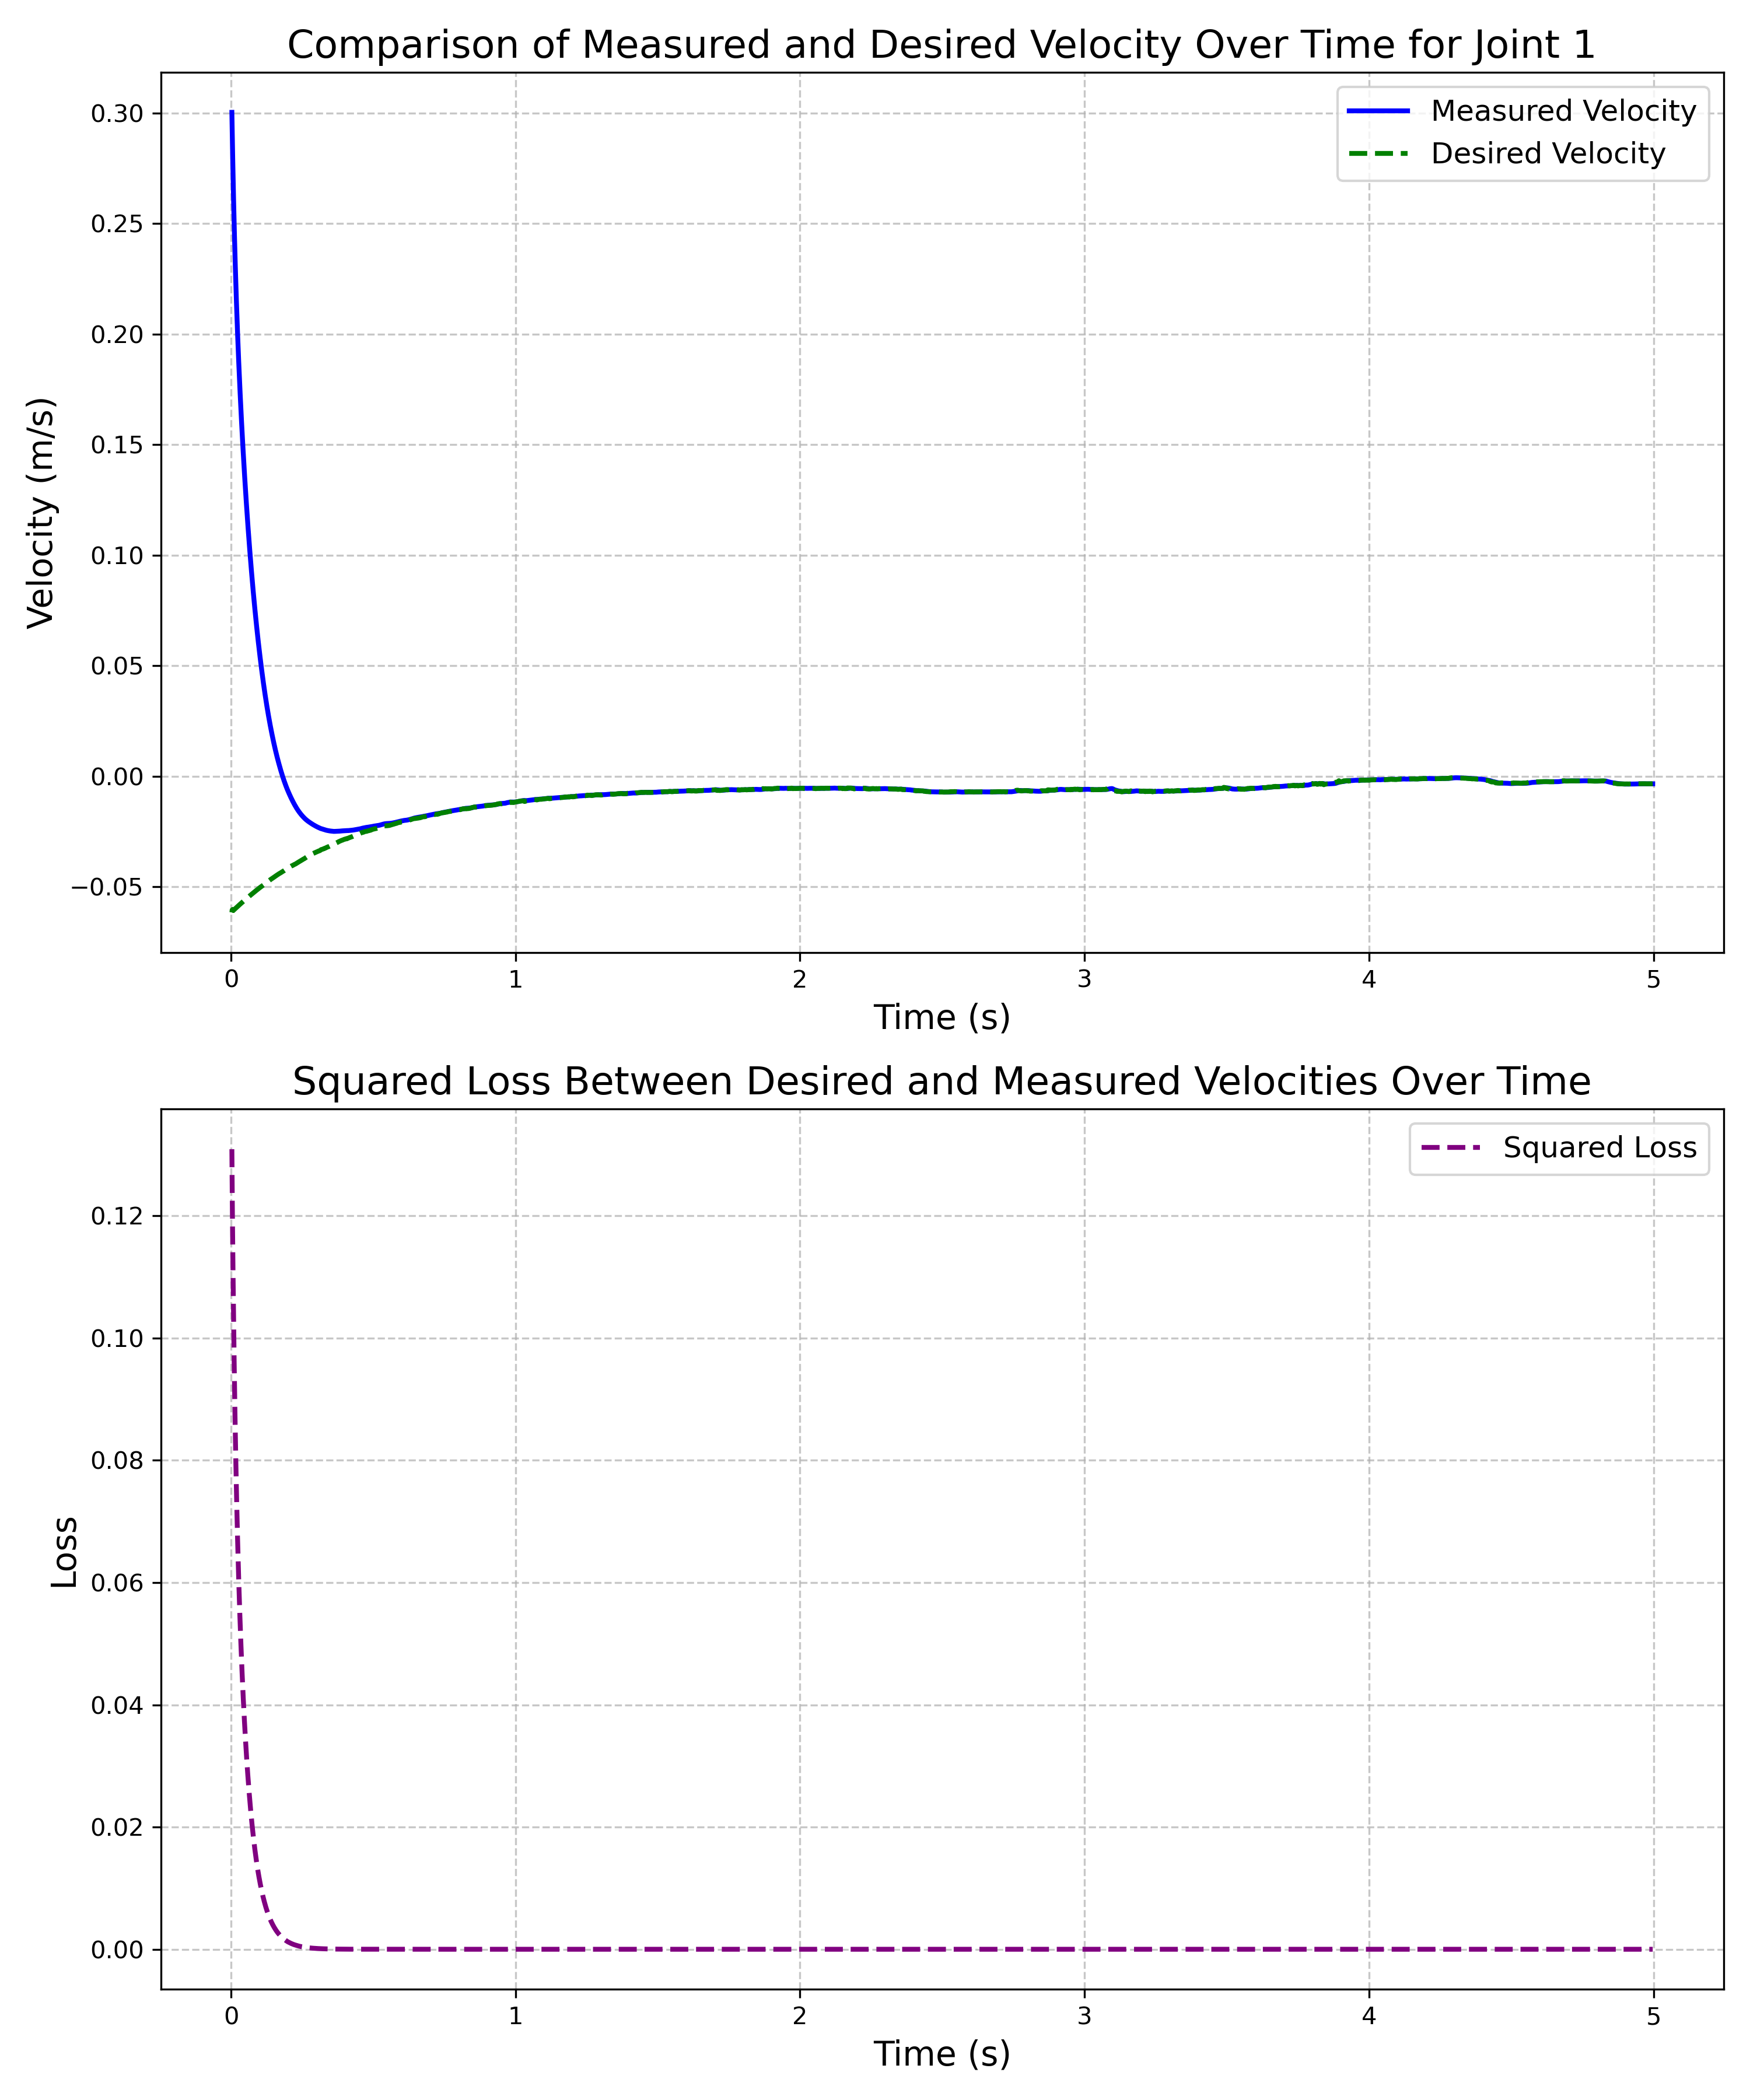 Comparison of Measured and Desired Velocity Over Time for Joint 1
Measured Velocity
Desired Velocity
0.30
0.25
0.20
0.15
0.10
0.05
0.00
−0.05
Velocity (m/s)
0 1 2 3 4 5
Time (s)
Squared Loss Between Desired and Measured Velocities Over Time
Squared Loss
0.12
0.10
0.08
0.06
0.04
0.02
0.00
Loss
0 1 2 3 4 5
Time (s)